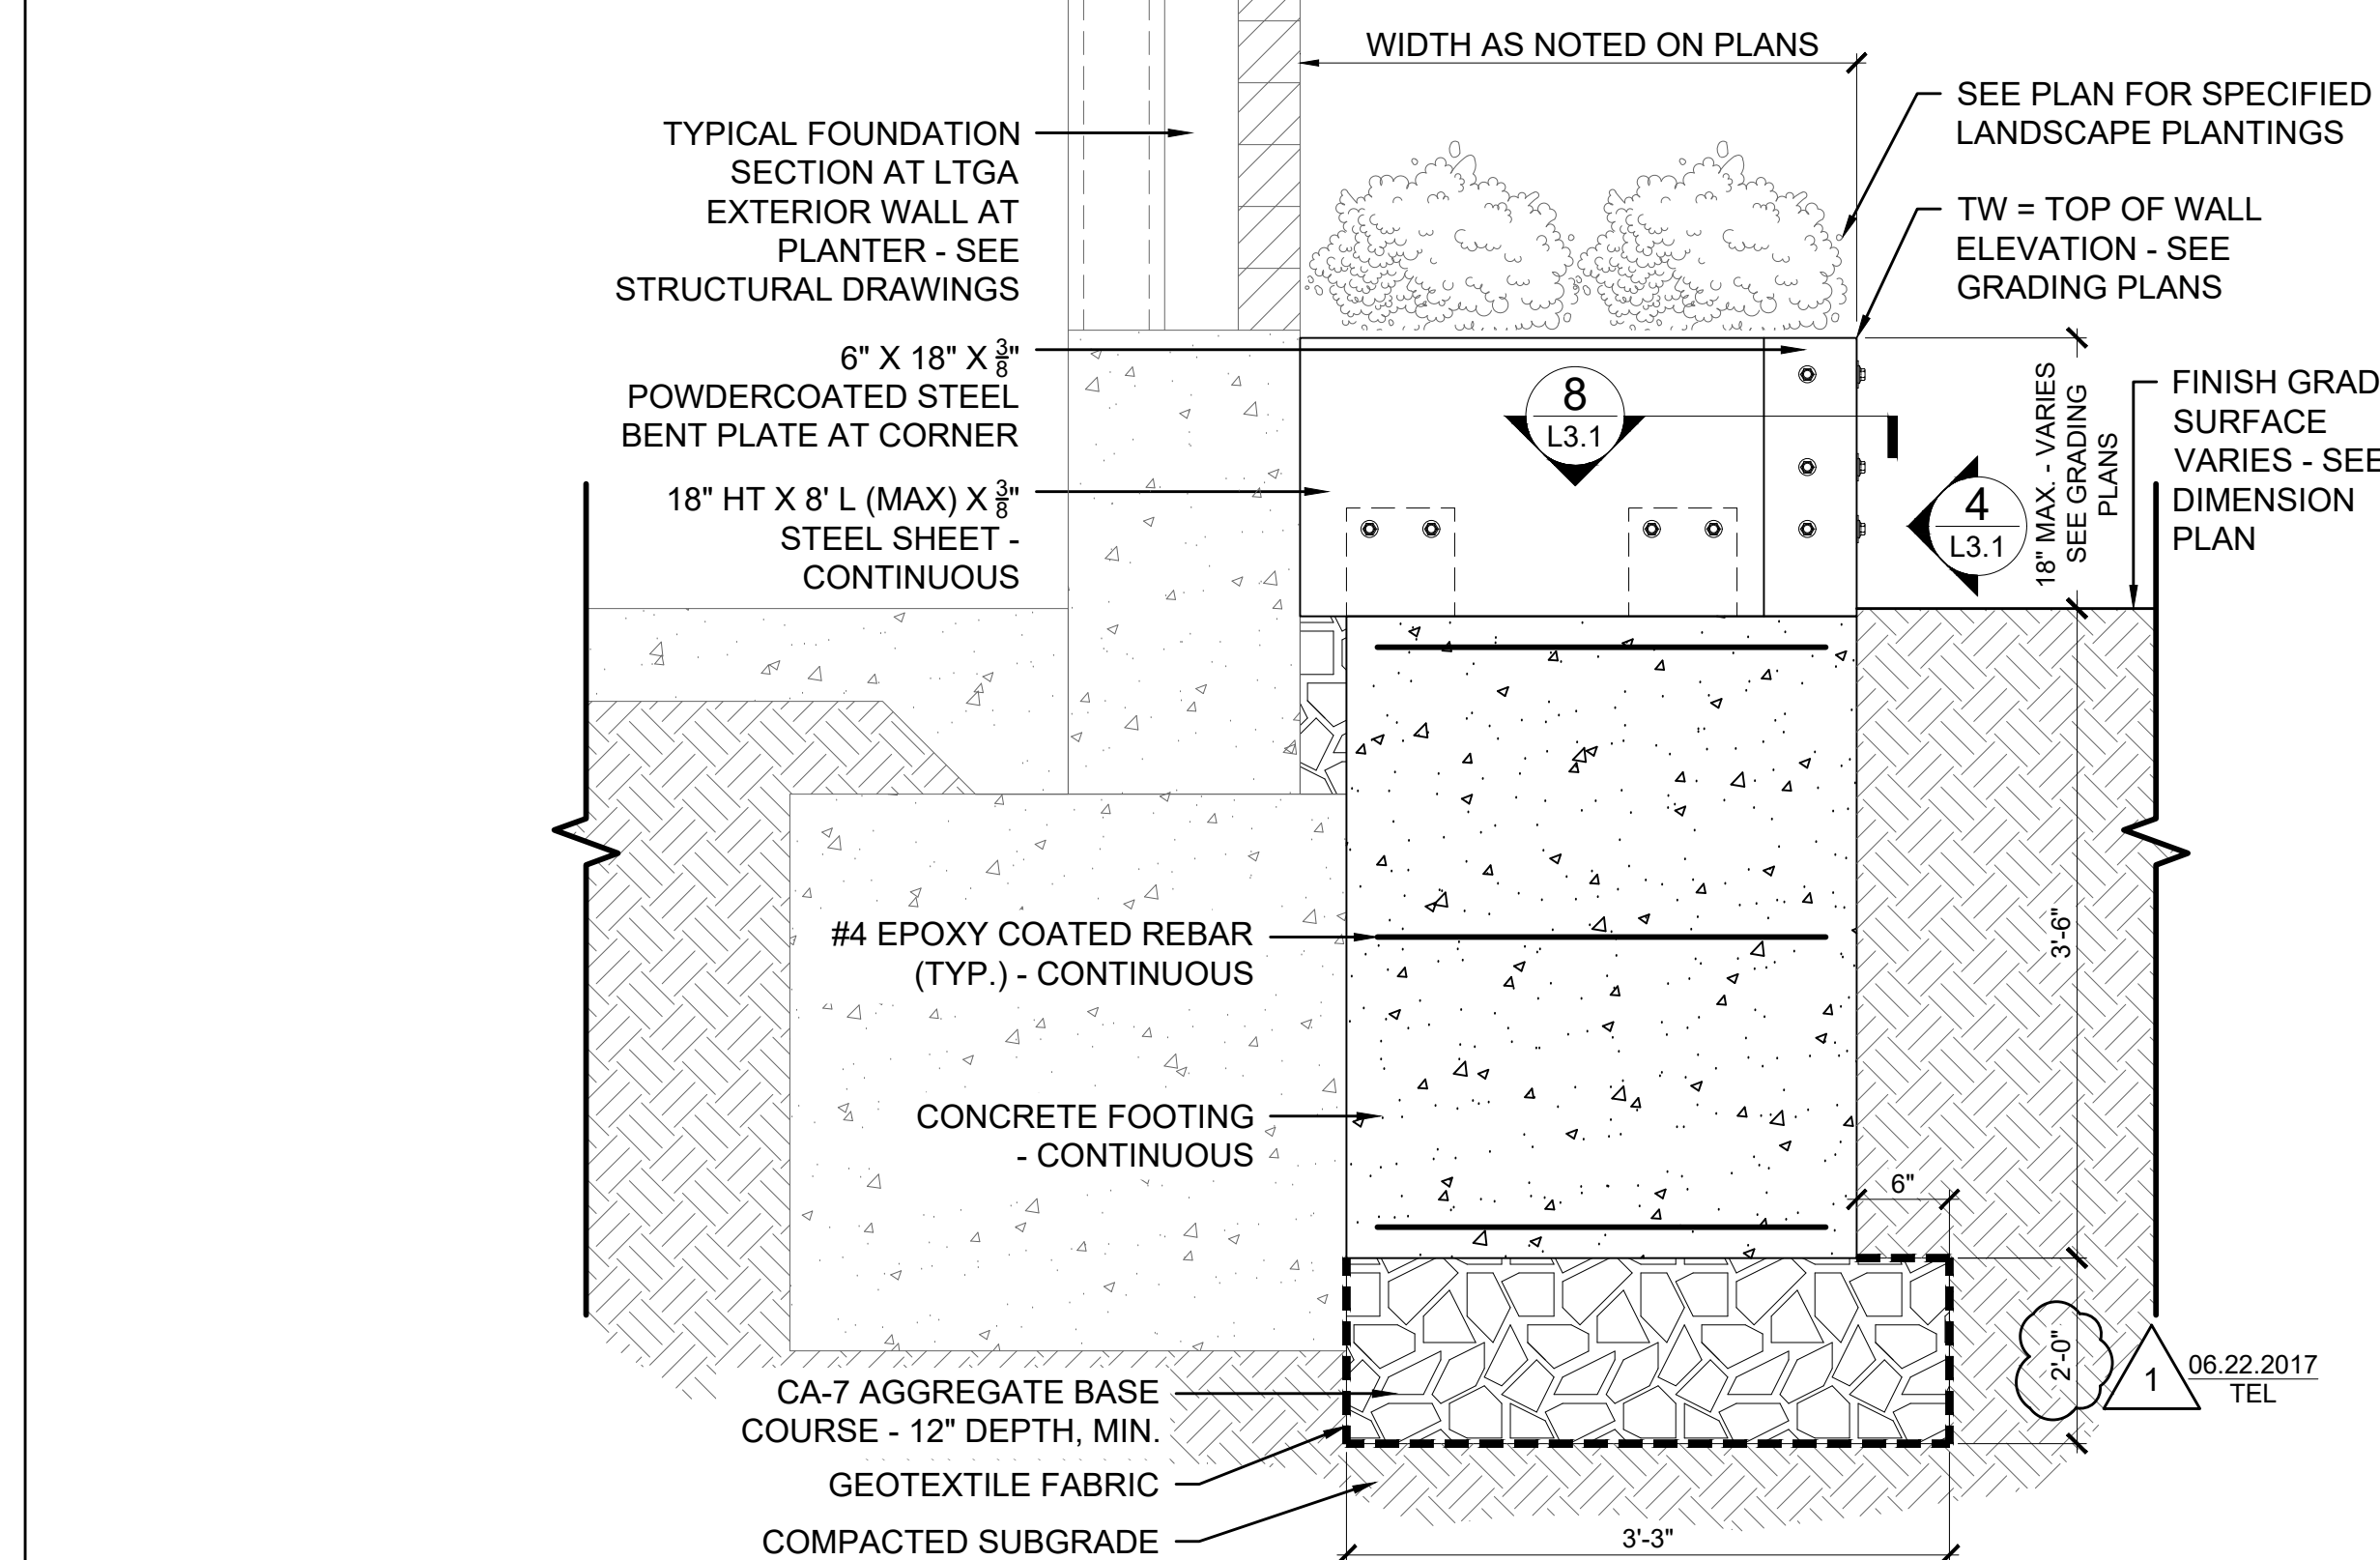 WIDTH AS NOTED ON PLANS
SEE PLAN FOR SPECIFIED
LANDSCAPE PLANTINGS
TYPICAL FOUNDATION
SECTION AT LTGA
EXTERIOR WALL AT
PLANTER - SEE
STRUCTURAL DRAWINGS
TW = TOP OF WALL
ELEVATION - SEE
GRADING PLANS
6" X 18" X 3/8"
POWDERCOATED STEEL
BENT PLATE AT CORNER
18" HT X 8' L (MAX) X 3/8"
STEEL SHEET -
CONTINUOUS
8
L3.1
4
L3.1
18" MAX. - VARIES
SEE GRADING
PLANS
FINISH GRAD
SURFACE
VARIES - SEE
DIMENSION
PLAN
#4 EPOXY COATED REBAR
(TYP.) - CONTINUOUS
3'-6"
CONCRETE FOOTING
- CONTINUOUS
6"
CA-7 AGGREGATE BASE
COURSE - 12" DEPTH, MIN.
2'-0"
1
06.22.2017
TEL
GEOTEXTILE FABRIC
COMPACTED SUBGRADE
3'-3"